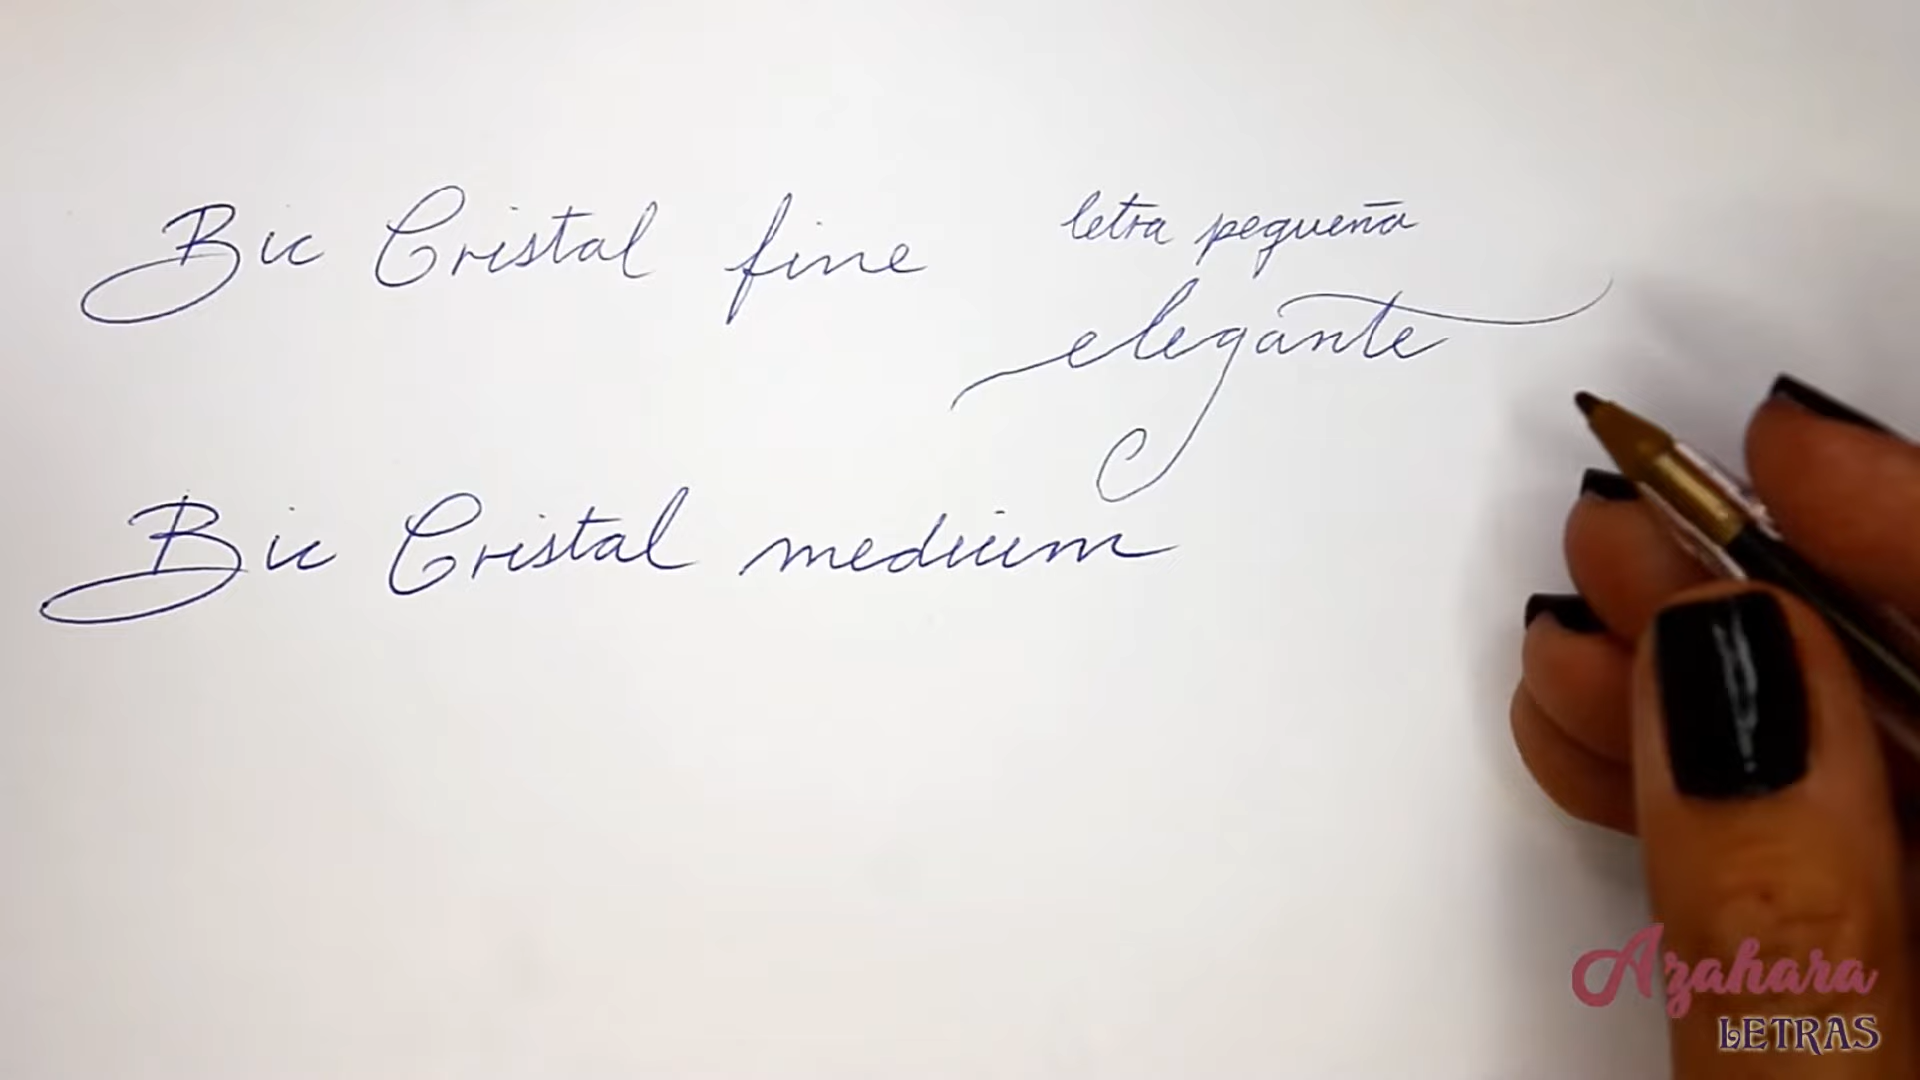 Bic Cristal fine
letra pequeña
elegante
Bic Cristal medium
Azahara
LETRAS